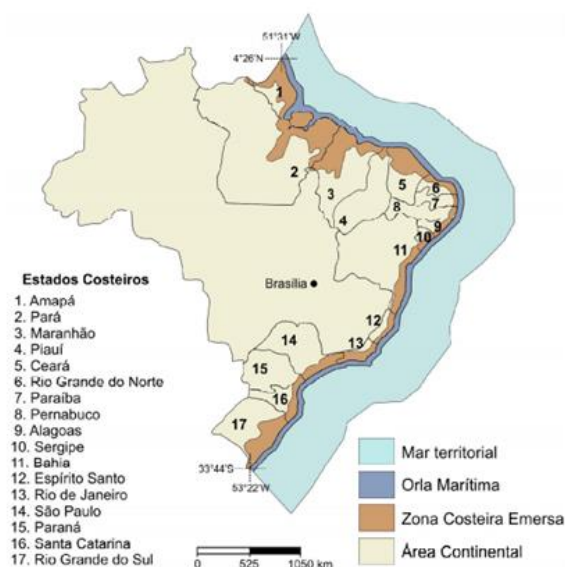 51°31'W
4°26'N
1
2
3
4
5
6
7
8
9
10
11
Brasília
12
13
14
15
16
17
33°44'S
53°22'W
Estados Costeiros
1. Amapá
2. Pará
3. Maranhão
4. Piauí
5. Ceará
6. Rio Grande do Norte
7. Paraíba
8. Pernabuco
9. Alagoas
10. Sergipe
11. Bahia
12. Espírito Santo
13. Rio de Janeiro
14. São Paulo
15. Paraná
16. Santa Catarina
17. Rio Grande do Sul
Mar territorial
Orla Marítima
Zona Costeira Emersa
Área Continental
0 525 1050 km.